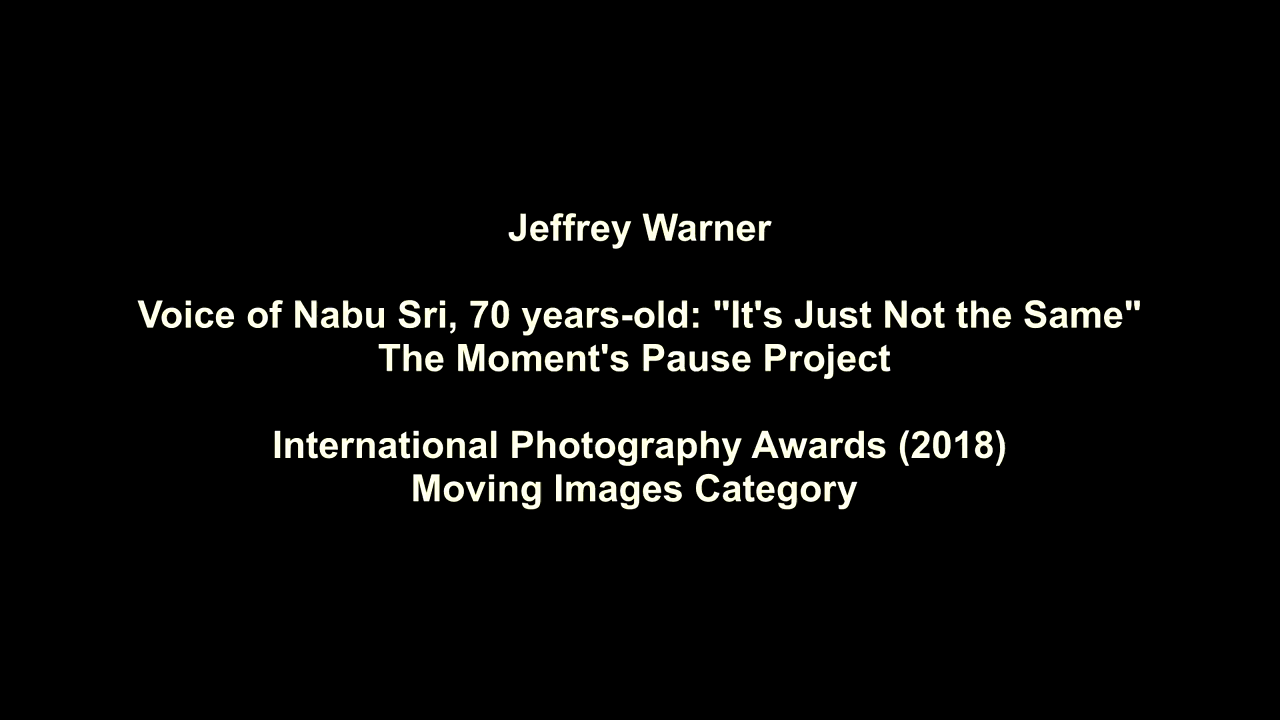 Jeffrey Warner
Voice of Nabu Sri, 70 years-old: "It's Just Not the Same"
The Moment's Pause Project
International Photography Awards (2018)
Moving Images Category